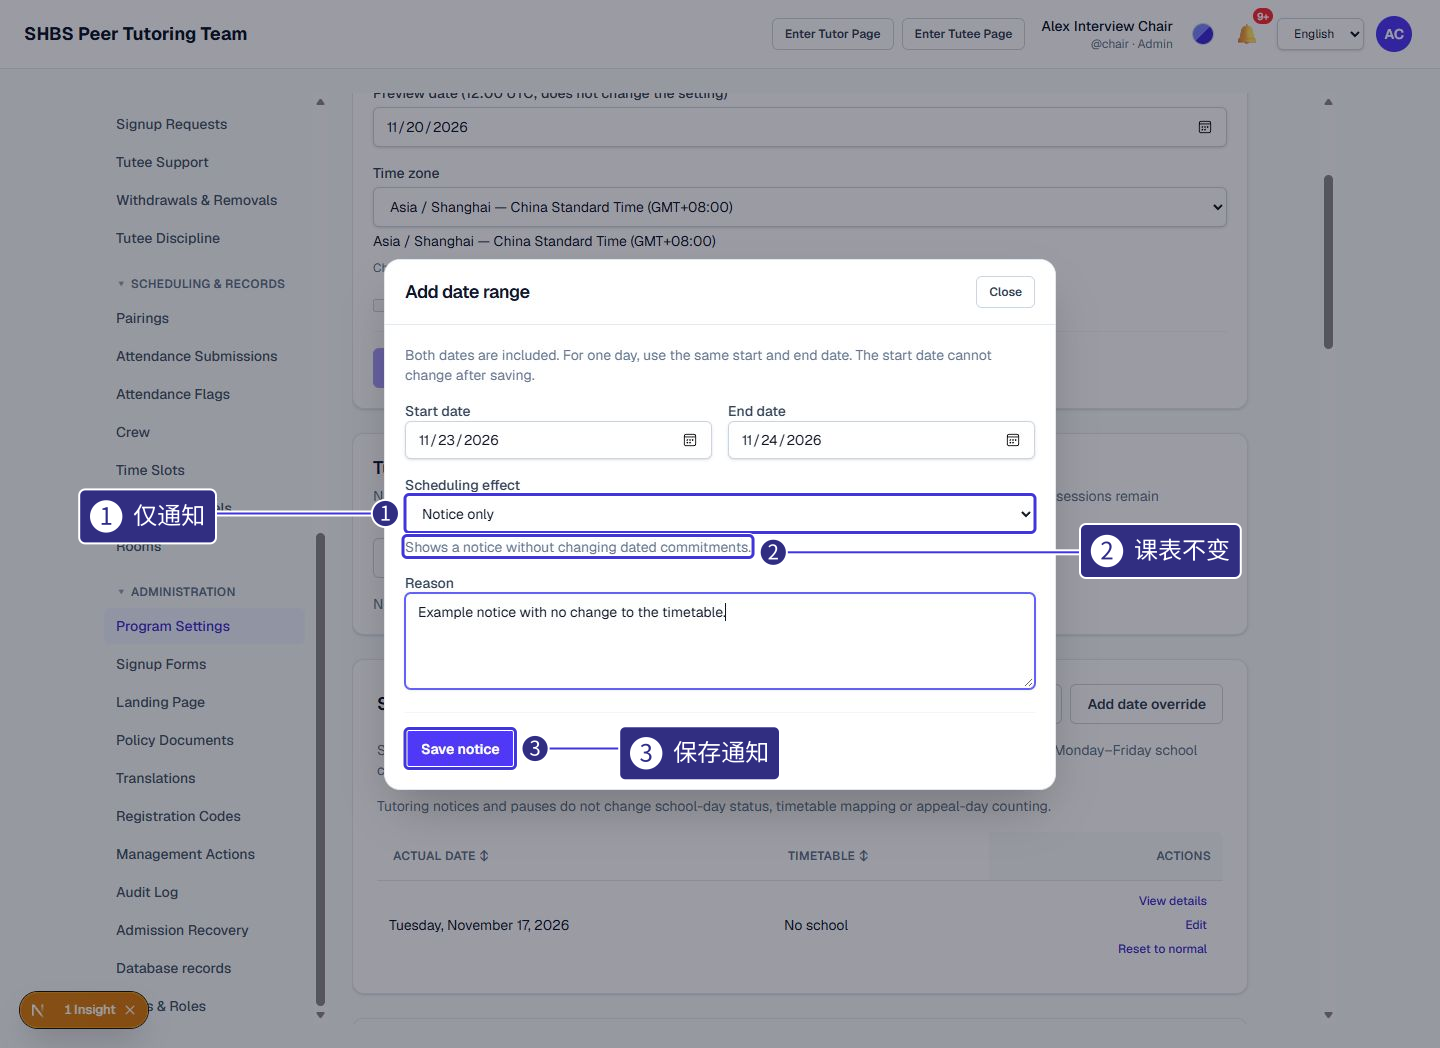 SHBS Peer Tutoring Team
Enter Tutor Page
Enter Tutee Page
Alex Interview Chair
@chair · Admin
9+
English
AC
Signup Requests
Tutee Support
Withdrawals & Removals
Tutee Discipline
SCHEDULING & RECORDS
Pairings
Attendance Submissions
Attendance Flags
Crew
Time Slots
Rooms
ADMINISTRATION
Program Settings
Signup Forms
Landing Page
Policy Documents
Translations
Registration Codes
Management Actions
Audit Log
Admission Recovery
Database records
s & Roles
1 Insight
Preview date (12:00 UTC, does not change the setting)
11/20/2026
Time zone
Asia / Shanghai — China Standard Time (GMT+08:00)
Asia / Shanghai — China Standard Time (GMT+08:00)
Add date range
Close
Both dates are included. For one day, use the same start and end date. The start date cannot
change after saving.
Start date
End date
11/23/2026
11/24/2026
Scheduling effect
1 仅通知
1
Notice only
Shows a notice without changing dated commitments.
2
2 课表不变
Reason
Example notice with no change to the timetable.
Save notice
3
3 保存通知
sessions remain
Add date override
Monday–Friday school
Tutoring notices and pauses do not change school-day status, timetable mapping or appeal-day counting.
ACTUAL DATE
TIMETABLE
ACTIONS
Tuesday, November 17, 2026
No school
View details
Edit
Reset to normal